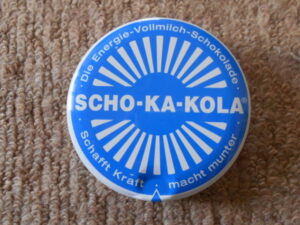 Die Energie-Vollmilch-Schokolade
SCHO-KA-KOLA®
Schafft Kraft · macht munter